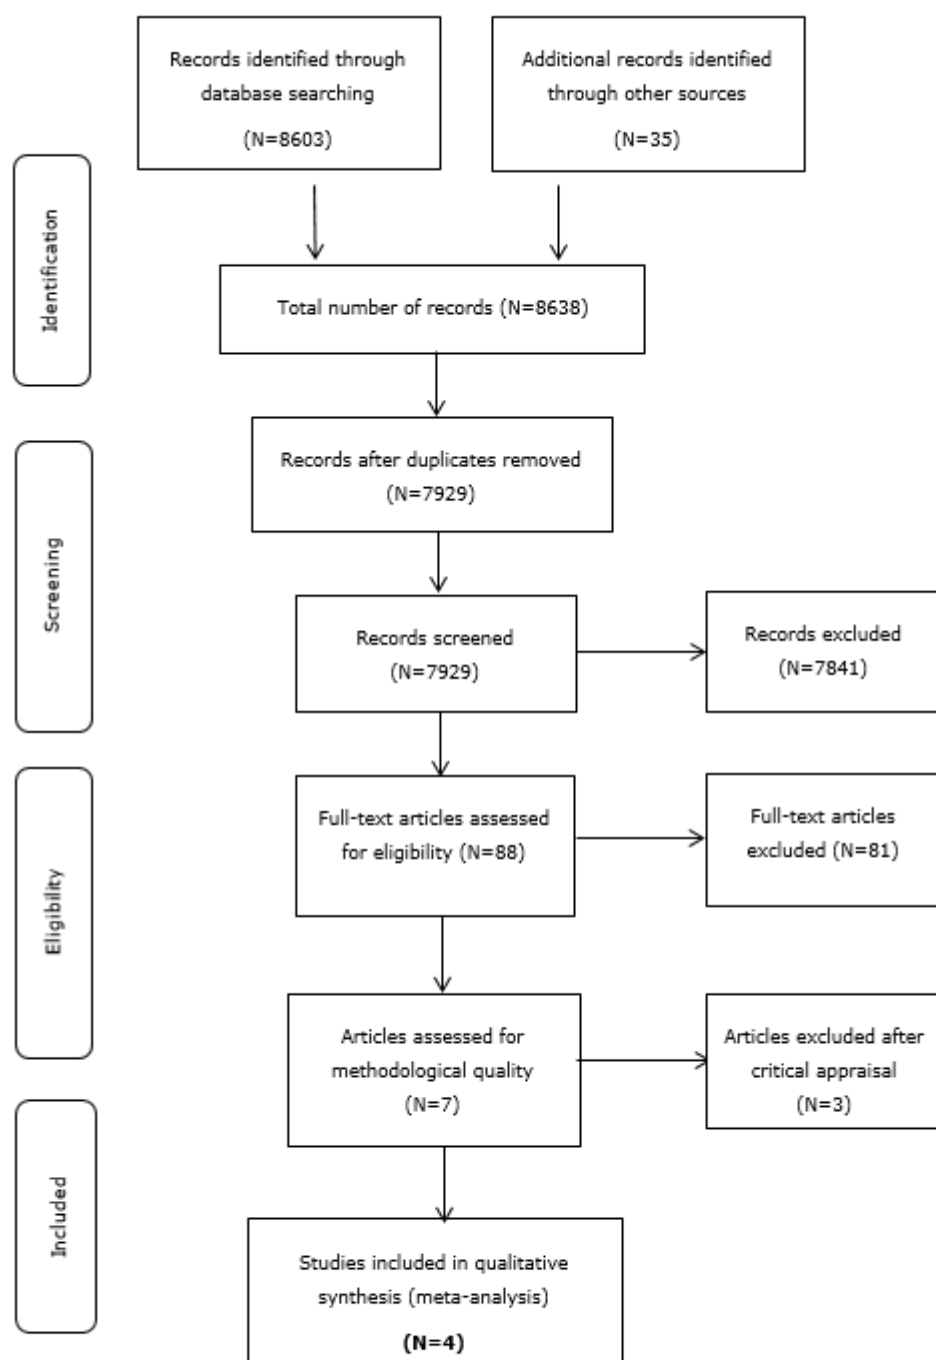 Records identified through
database searching
(N=8603)
Additional records identified
through other sources
(N=35)
Identification
Total number of records (N=8638)
Records after duplicates removed
(N=7929)
Screening
Records screened
(N=7929)
Records excluded
(N=7841)
Full-text articles assessed
for eligibility (N=88)
Full-text articles
excluded (N=81)
Eligibility
Articles assessed for
methodological quality
(N=7)
Articles excluded after
critical appraisal
(N=3)
Included
Studies included in qualitative
synthesis (meta-analysis)
(N=4)